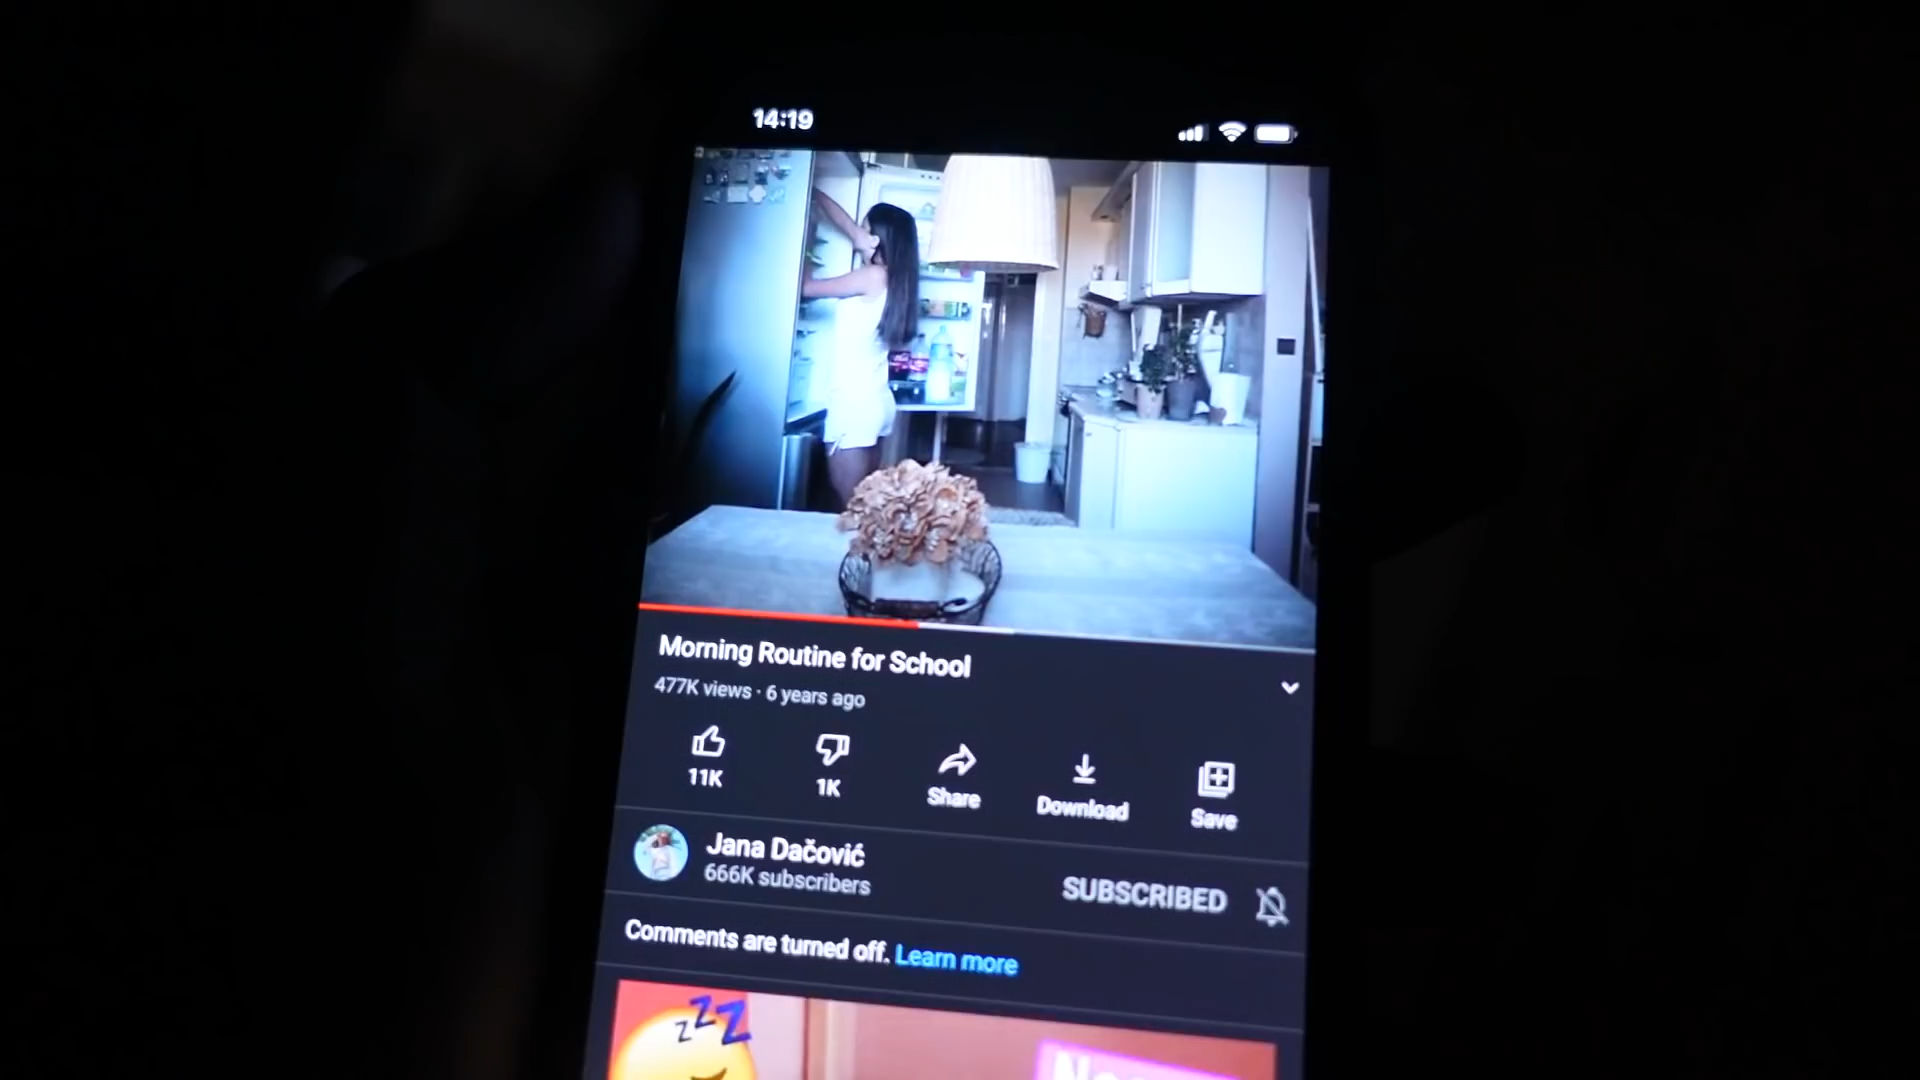 14:19
Morning Routine for School
477K views · 6 years ago
11K
1K
Share
Download
Save
Jana Dačović
666K subscribers
SUBSCRIBED
Comments are turned off. Learn more
zzZ